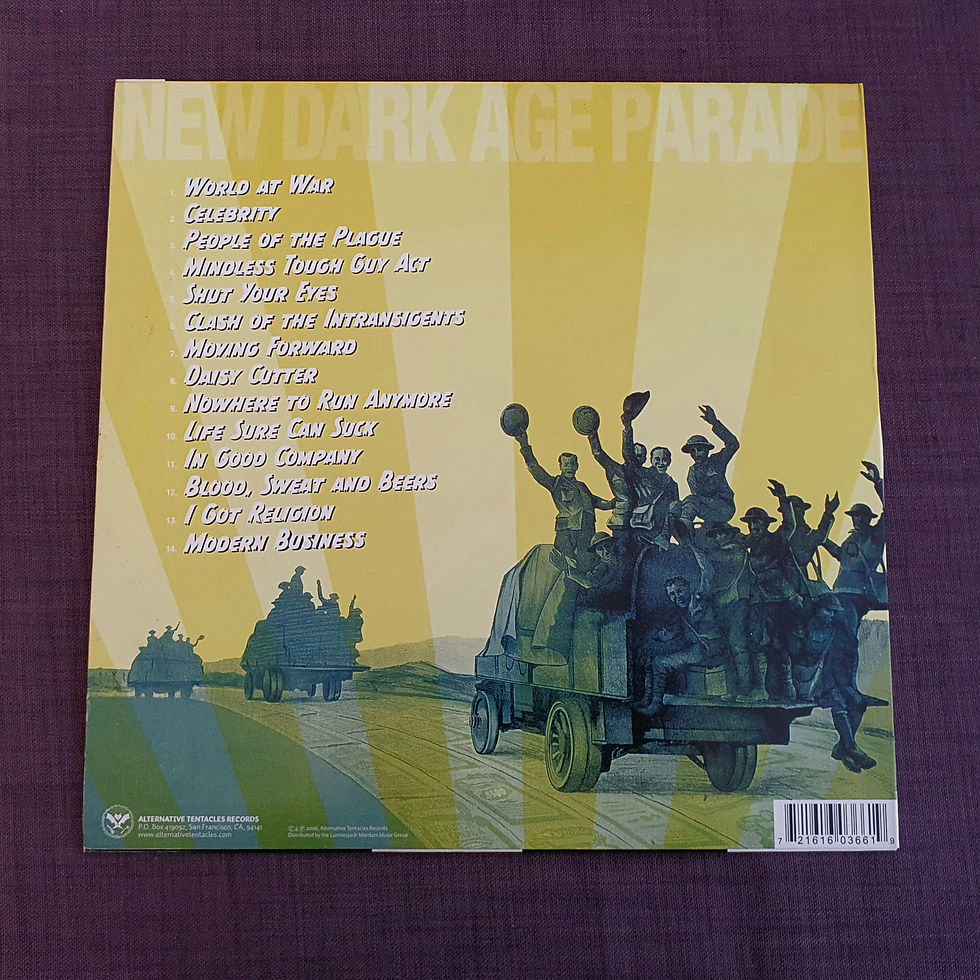 NEW DARK AGE PARADE
1. WORLD AT WAR
2. CELEBRITY
3. PEOPLE OF THE PLAGUE
4. MINDLESS TOUGH GUY ACT
5. SHUT YOUR EYES
6. CLASH OF THE INTRANSIGENTS
7. MOVING FORWARD
8. DAISY CUTTER
9. NOWHERE TO RUN ANYMORE
10. LIFE SURE CAN SUCK
11. IN GOOD COMPANY
12. BLOOD, SWEAT AND BEERS
13. I GOT RELIGION
14. MODERN BUSINESS
ALTERNATIVE TENTACLES RECORDS
P.O. Box 419092, San Francisco, CA, 94141
www.alternativetentacles.com
© & ℗ 2006, Alternative Tentacles Records
Distributed by the Lumberjack-Mordam Music Group
7 21616 03661 9